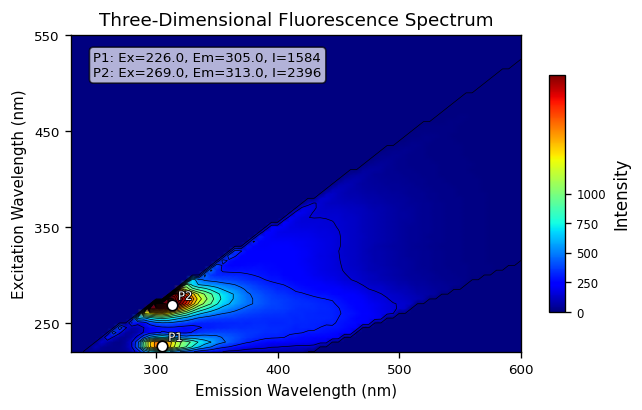 Three-Dimensional Fluorescence Spectrum
550
450
350
250
Excitation Wavelength (nm)
P1: Ex=226.0, Em=305.0, I=1584
P2: Ex=269.0, Em=313.0, I=2396
P2
P1
300
400
500
600
Emission Wavelength (nm)
1000
750
500
250
0
Intensity